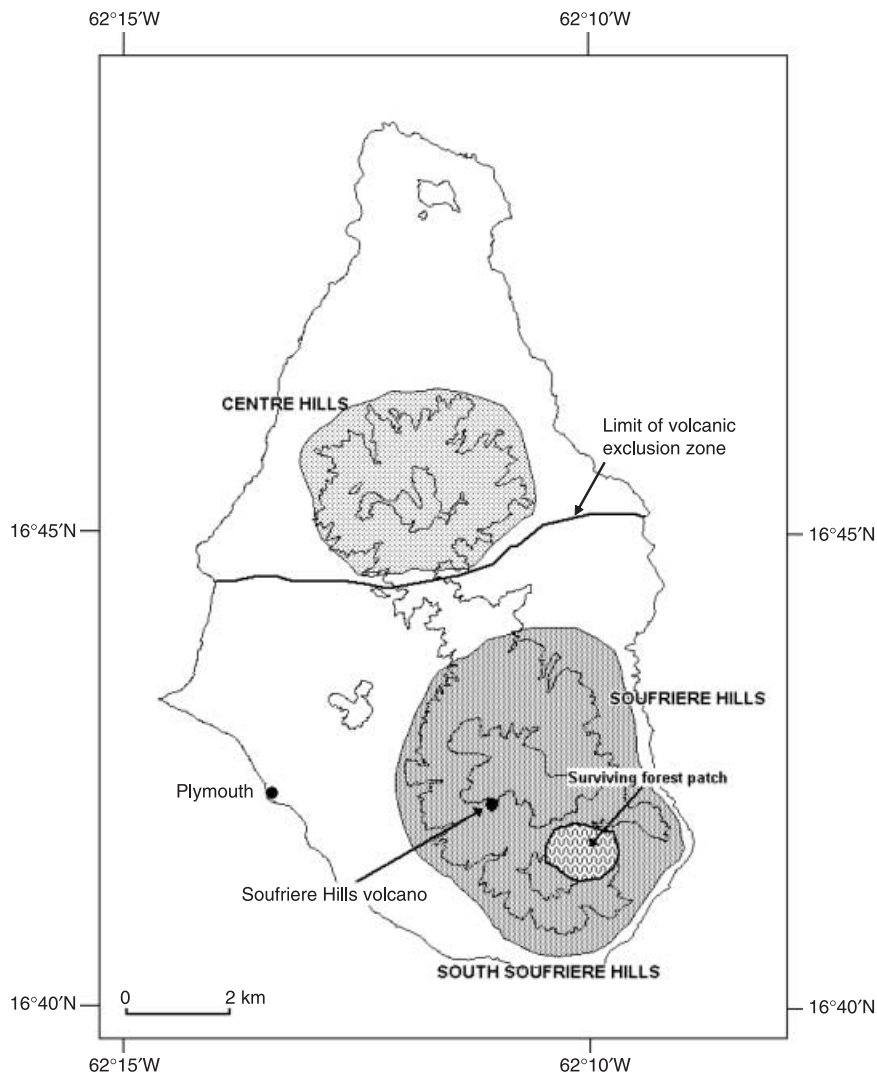 62°15′W
62°10′W
CENTRE HILLS
Limit of volcanic
exclusion zone
16°45′N
16°45′N
SOUFRIERE HILLS
Surviving forest patch
Plymouth
Soufriere Hills volcano
SOUTH SOUFRIERE HILLS
0
2 km
16°40′N
16°40′N
62°15′W
62°10′W